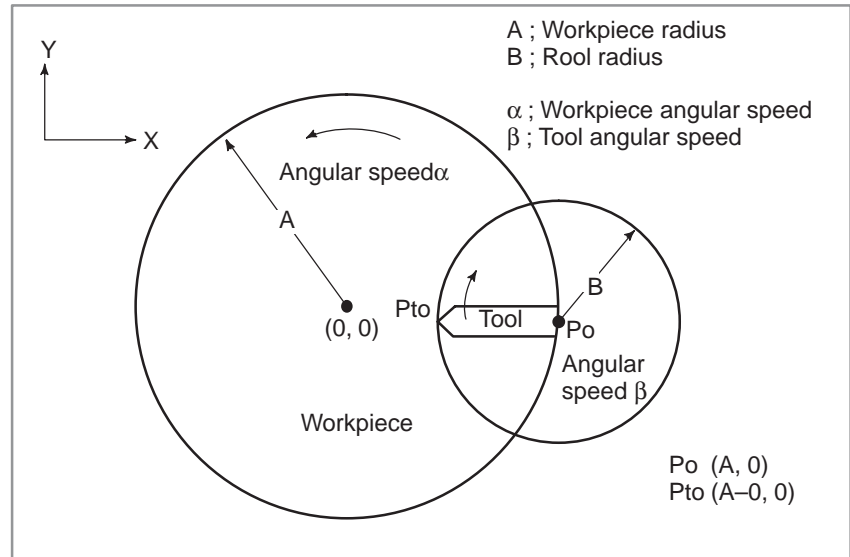 A ; Workpiece radius
B ; Rool radius
α ; Workpiece angular speed
β ; Tool angular speed
Y
X
Angular speedα
A
(0, 0)
Workpiece
Pto
Tool
B
Po
Angular
speed β
Po (A, 0)
Pto (A–0, 0)